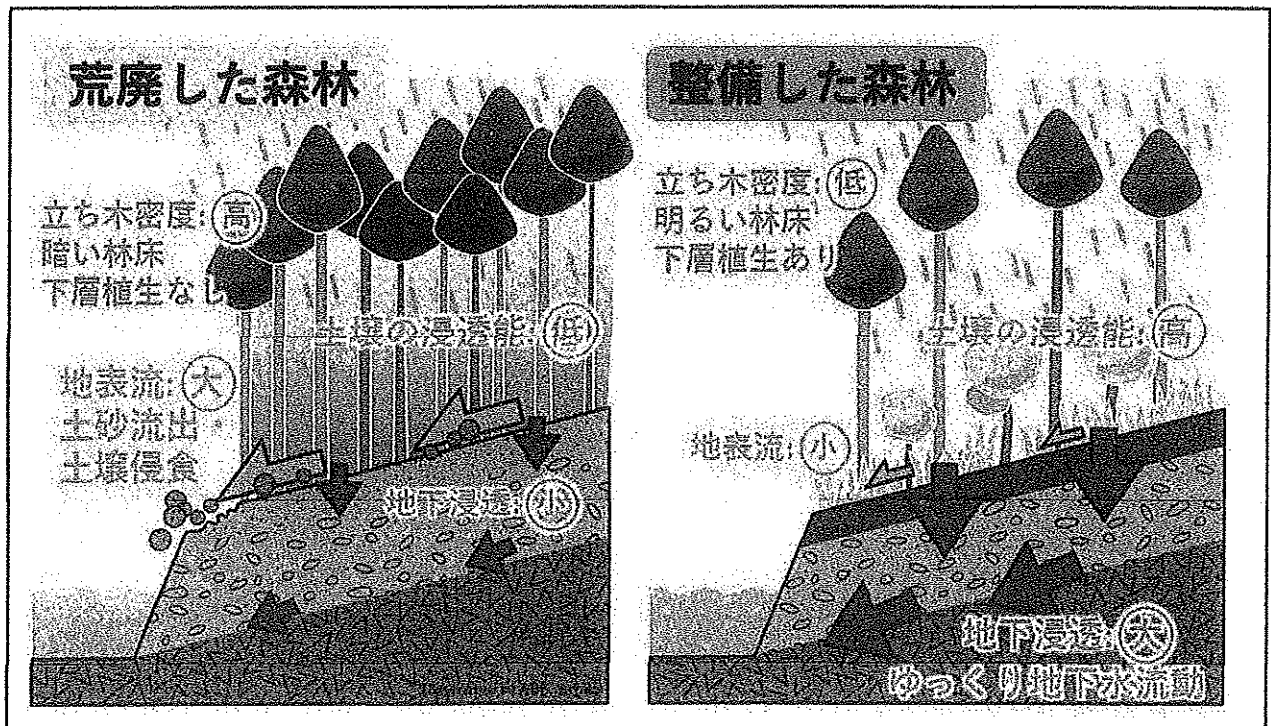 荒廃した森林
立ち木密度:高
暗い林床
下層植生なし
土壌の浸透能:低
地表流:大
土砂流出・
土壌侵食
地下浸透:小
整備した森林
立ち木密度:低
明るい林床
下層植生あり
土壌の浸透能:高
地表流:小
地下浸透:大
ゆっくり地下水流動